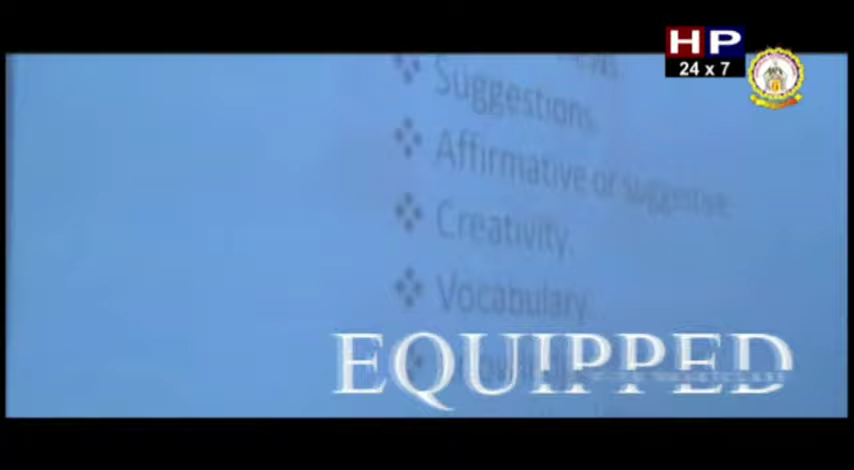 HP
24 x 7
Suggestions.
Affirmative or suggestive.
Creativity.
Vocabulary.
EQUIPPED